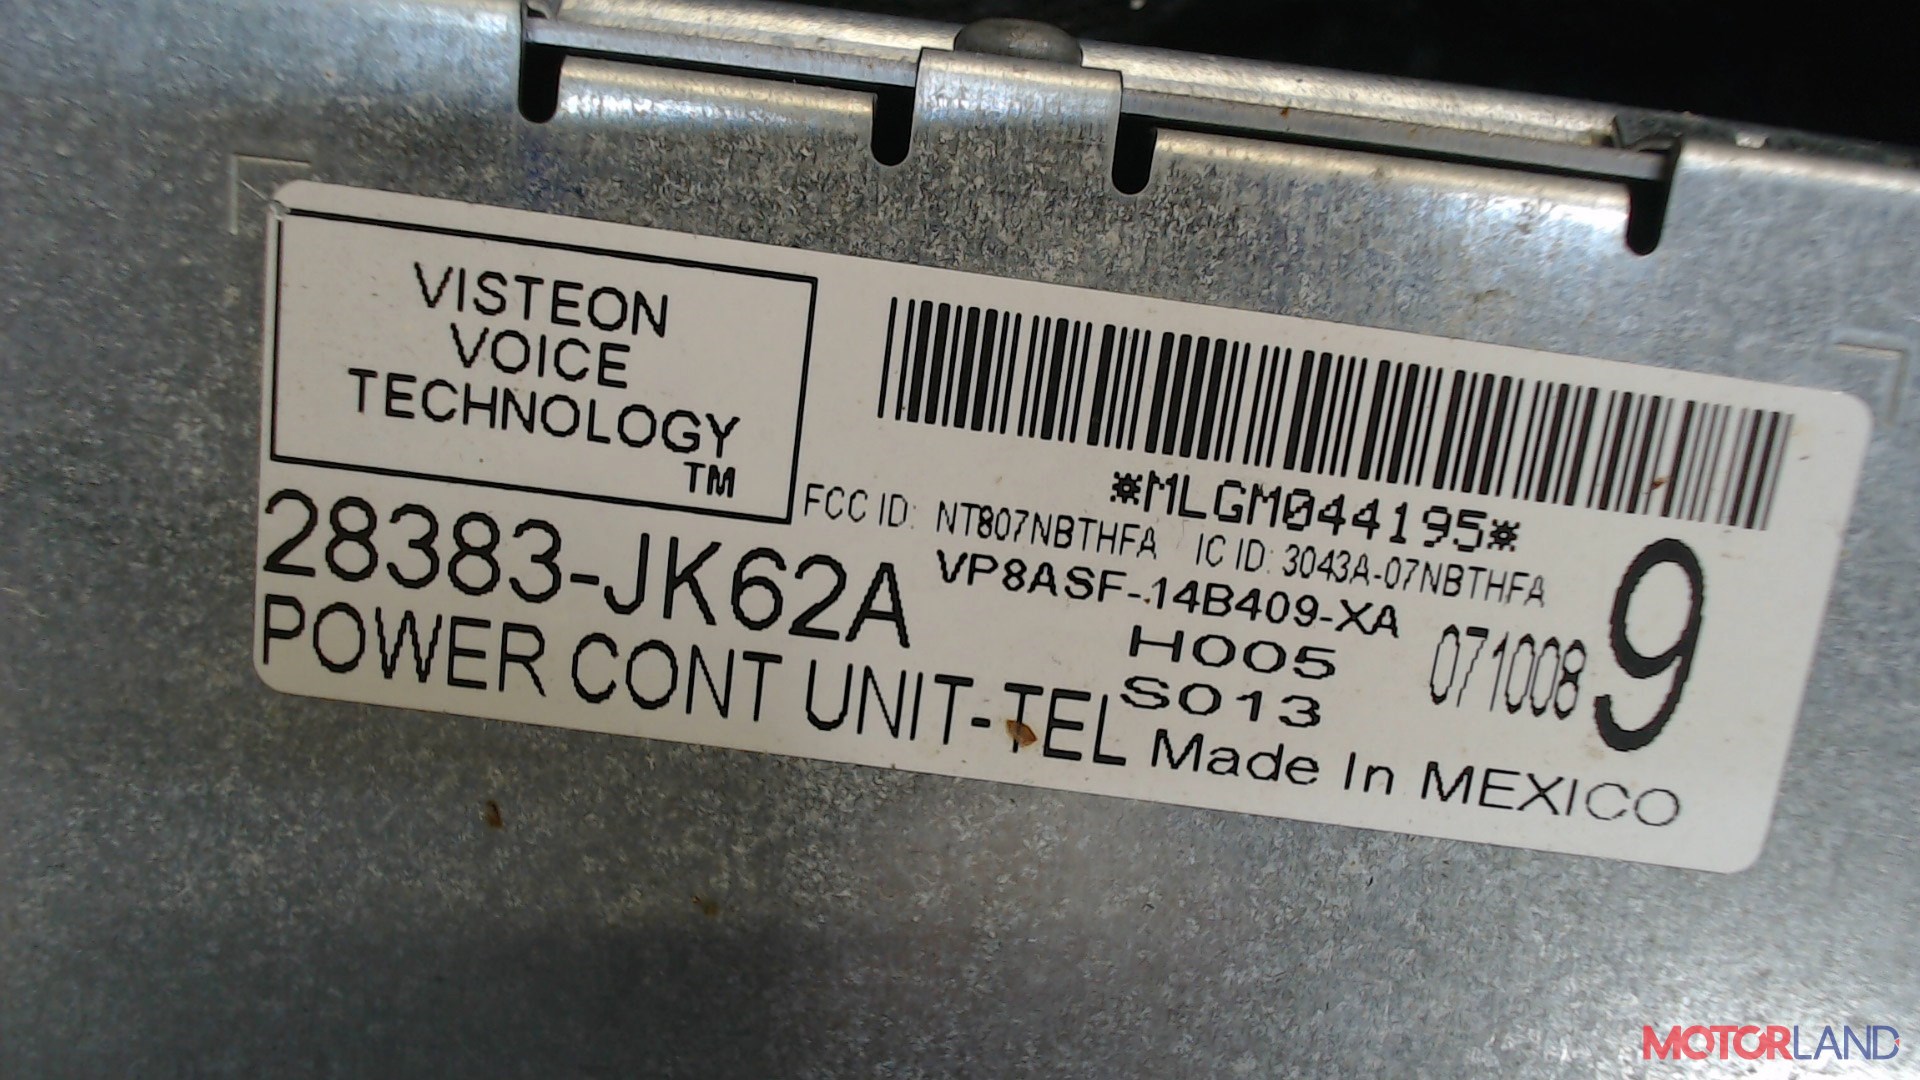 VISTEON
VOICE
TECHNOLOGY
TM
*MLGM044195*
FCC ID: NT807NBTHFA IC ID: 3043A-07NBTHFA
28383-JK62A
VP8ASF-14B409-XA
H005
071008
9
POWER CONT UNIT-TEL
S013
Made In MEXICO
MOTORLAND